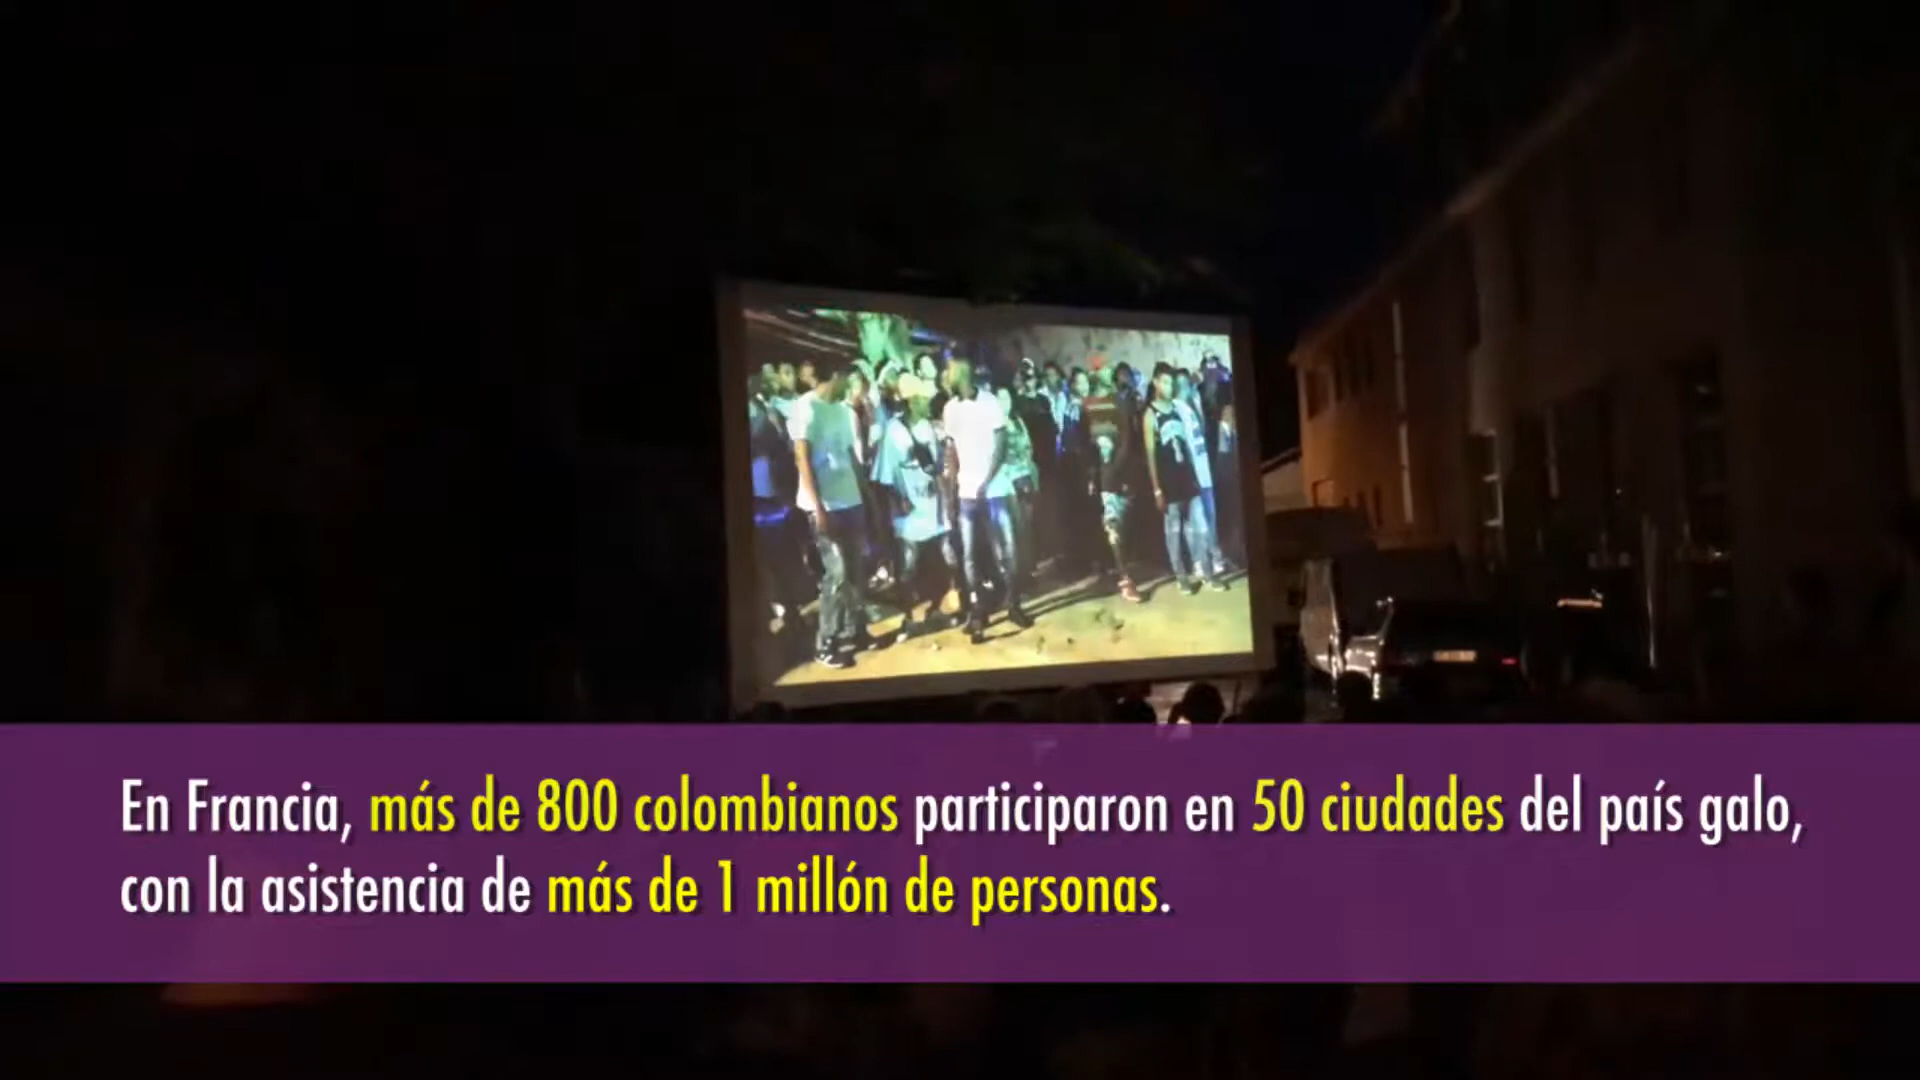 En Francia, más de 800 colombianos participaron en 50 ciudades del país galo,
con la asistencia de más de 1 millón de personas.